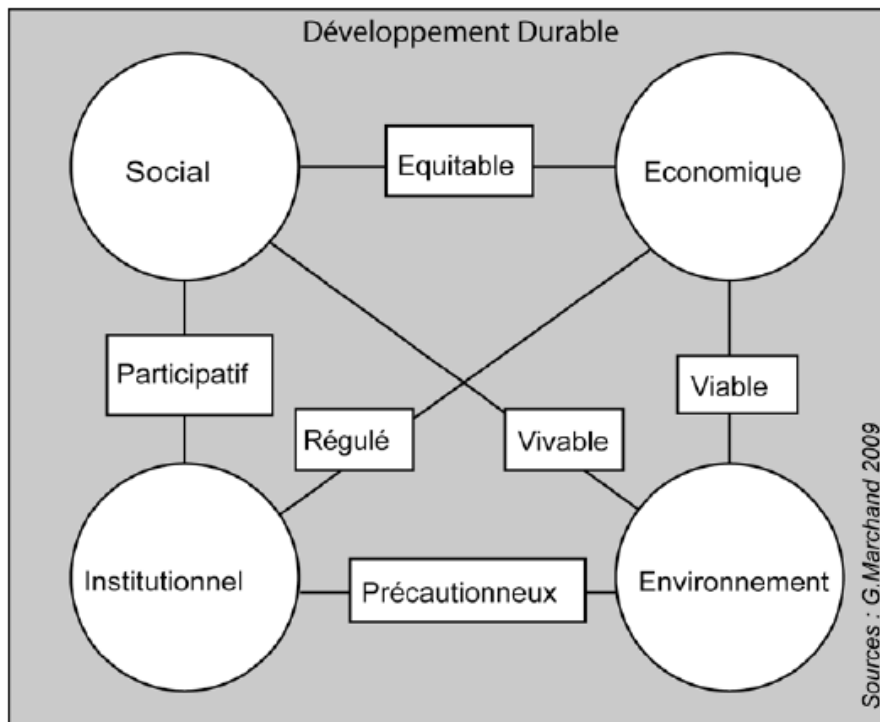 Développement Durable
Social
Equitable
Economique
Participatif
Viable
Régulé
Vivable
Institutionnel
Précautionneux
Environnement
Sources : G.Marchand 2009